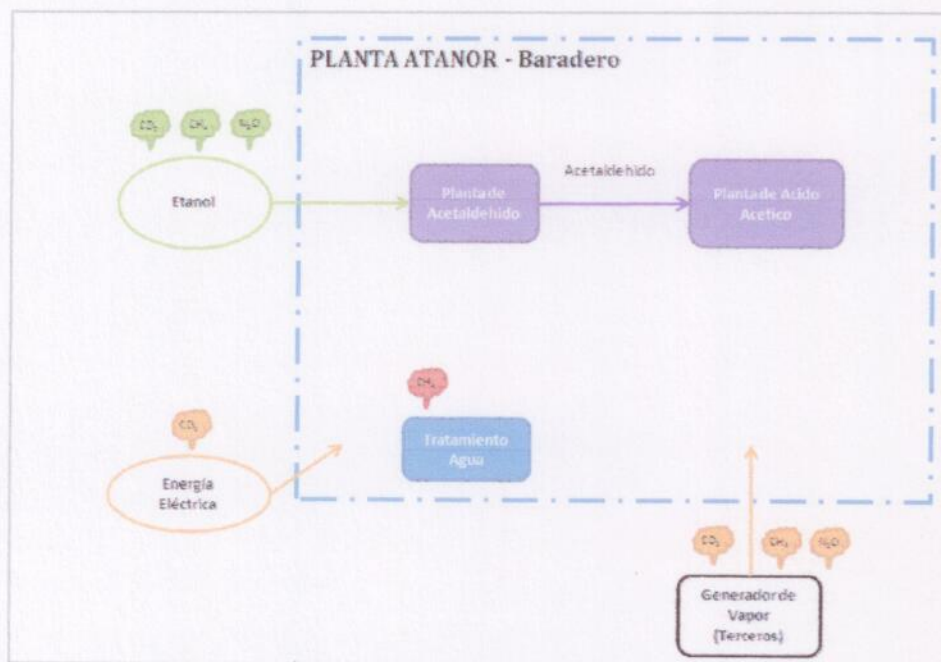 PLANTA ATANOR - Baradero
CO₂ CH₄ N₂O
Etanol
Planta de
Acetaldehido
Acetaldehido
Planta de Acido
Acetico
CH₄
Tratamiento
Agua
CO₂
Energía
Eléctrica
CO₂ CH₄ N₂O
Generador de
Vapor
(Terceros)